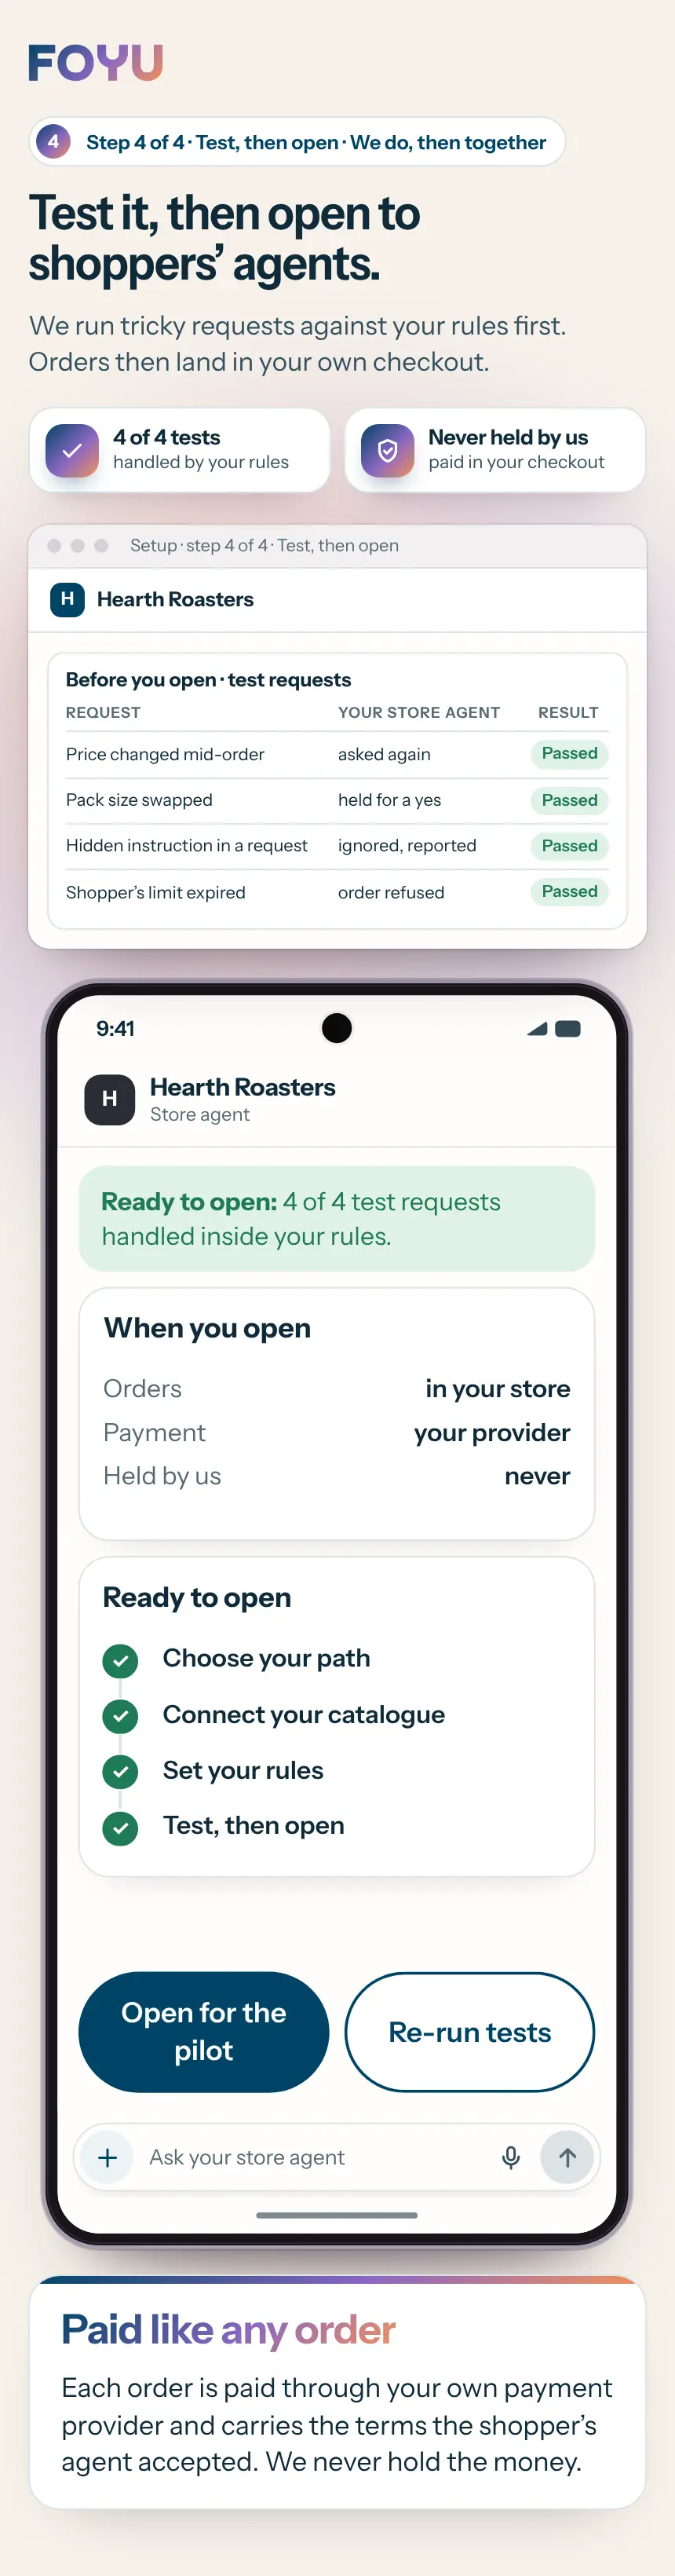 FOYU
4 Step 4 of 4 · Test, then open · We do, then together
Test it, then open to
shoppers’ agents.
We run tricky requests against your rules first.
Orders then land in your own checkout.
4 of 4 tests
handled by your rules
Never held by us
paid in your checkout
Setup · step 4 of 4 · Test, then open
H Hearth Roasters
Before you open · test requests
REQUEST YOUR STORE AGENT RESULT
Price changed mid-order asked again Passed
Pack size swapped held for a yes Passed
Hidden instruction in a request ignored, reported Passed
Shopper’s limit expired order refused Passed
9:41
H Hearth Roasters
Store agent
Ready to open: 4 of 4 test requests
handled inside your rules.
When you open
Orders in your store
Payment your provider
Held by us never
Ready to open
Choose your path
Connect your catalogue
Set your rules
Test, then open
Open for the
pilot
Re-run tests
Ask your store agent
Paid like any order
Each order is paid through your own payment
provider and carries the terms the shopper’s
agent accepted. We never hold the money.